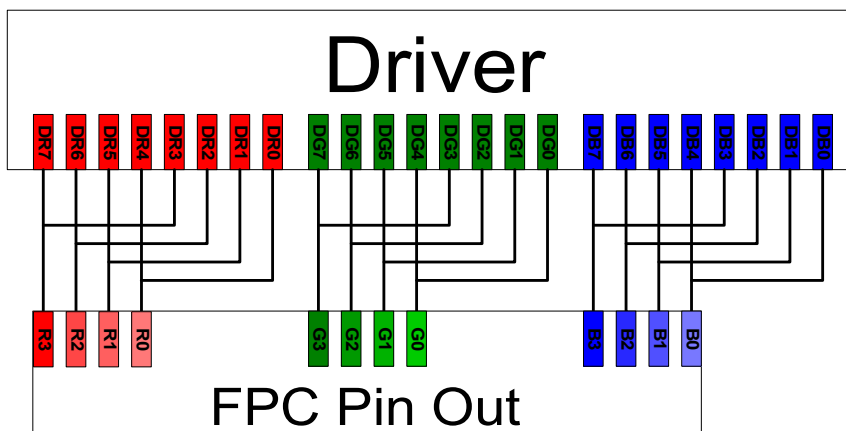 Driver
DR7 DR6 DR5 DR4 DR3 DR2 DR1 DR0 DG7 DG6 DG5 DG4 DG3 DG2 DG1 DG0 DB7 DB6 DB5 DB4 DB3 DB2 DB1 DB0
R3 R2 R1 R0 G3 G2 G1 G0 B3 B2 B1 B0
FPC Pin Out